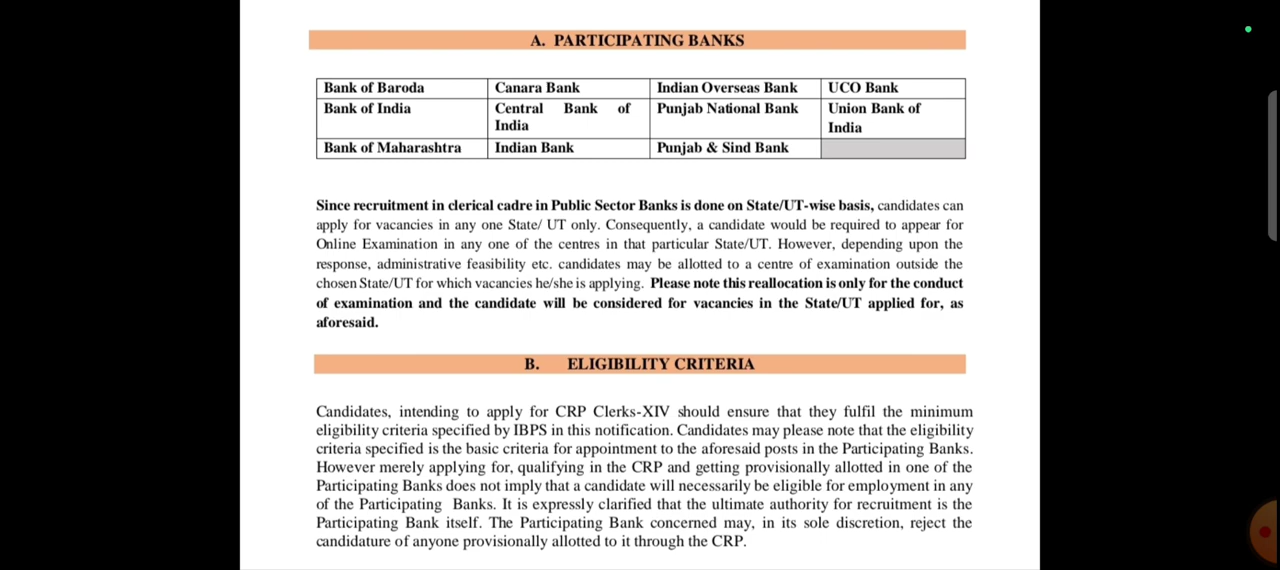 A. PARTICIPATING BANKS
Bank of Baroda Canara Bank Indian Overseas Bank UCO Bank
Bank of India Central Bank of India Punjab National Bank Union Bank of India
Bank of Maharashtra Indian Bank Punjab & Sind Bank
Since recruitment in clerical cadre in Public Sector Banks is done on State/UT-wise basis, candidates can
apply for vacancies in any one State/ UT only. Consequently, a candidate would be required to appear for
Online Examination in any one of the centres in that particular State/UT. However, depending upon the
response, administrative feasibility etc. candidates may be allotted to a centre of examination outside the
chosen State/UT for which vacancies he/she is applying. Please note this reallocation is only for the conduct
of examination and the candidate will be considered for vacancies in the State/UT applied for, as
aforesaid.
B. ELIGIBILITY CRITERIA
Candidates, intending to apply for CRP Clerks-XIV should ensure that they fulfil the minimum
eligibility criteria specified by IBPS in this notification. Candidates may please note that the eligibility
criteria specified is the basic criteria for appointment to the aforesaid posts in the Participating Banks.
However merely applying for, qualifying in the CRP and getting provisionally allotted in one of the
Participating Banks does not imply that a candidate will necessarily be eligible for employment in any
of the Participating Banks. It is expressly clarified that the ultimate authority for recruitment is the
Participating Bank itself. The Participating Bank concerned may, in its sole discretion, reject the
candidature of anyone provisionally allotted to it through the CRP.